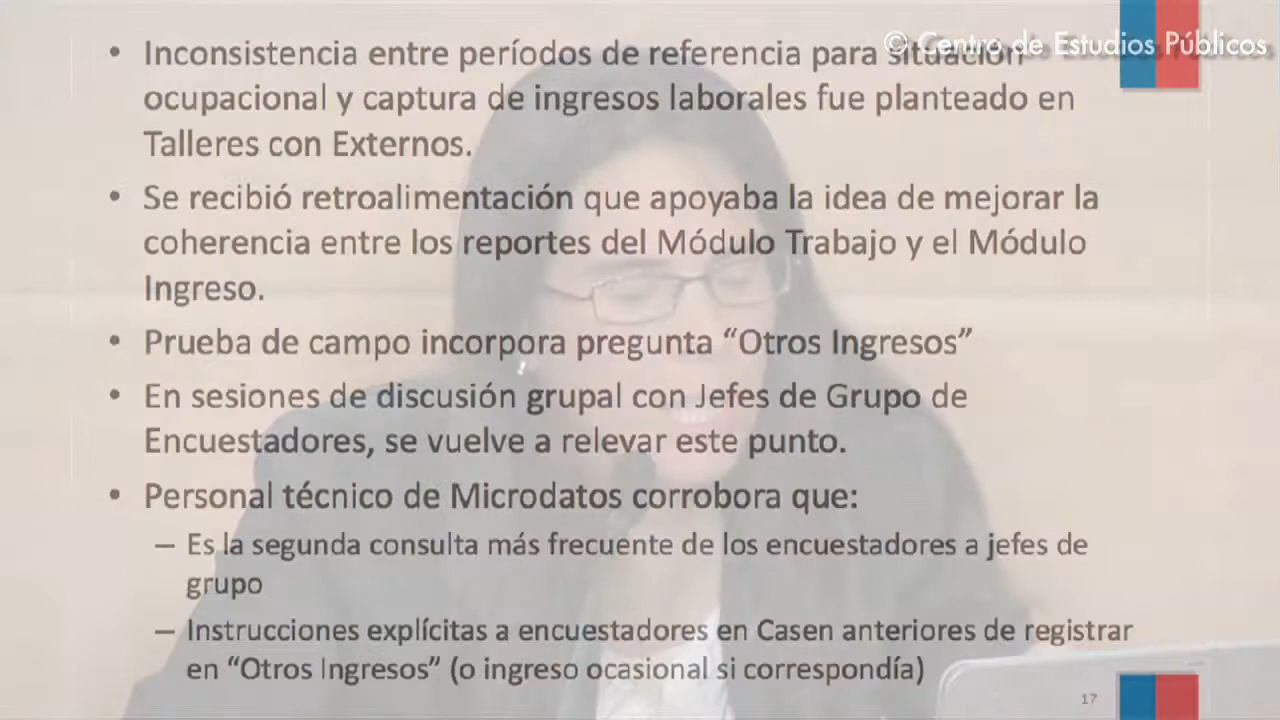 © Centro de Estudios Públicos
• Inconsistencia entre períodos de referencia para situación
ocupacional y captura de ingresos laborales fue planteado en
Talleres con Externos.
• Se recibió retroalimentación que apoyaba la idea de mejorar la
coherencia entre los reportes del Módulo Trabajo y el Módulo
Ingreso.
• Prueba de campo incorpora pregunta “Otros Ingresos”
• En sesiones de discusión grupal con Jefes de Grupo de
Encuestadores, se vuelve a relevar este punto.
• Personal técnico de Microdatos corrobora que:
– Es la segunda consulta más frecuente de los encuestadores a jefes de
grupo
– Instrucciones explícitas a encuestadores en Casen anteriores de registrar
en “Otros Ingresos” (o ingreso ocasional si correspondía)
17